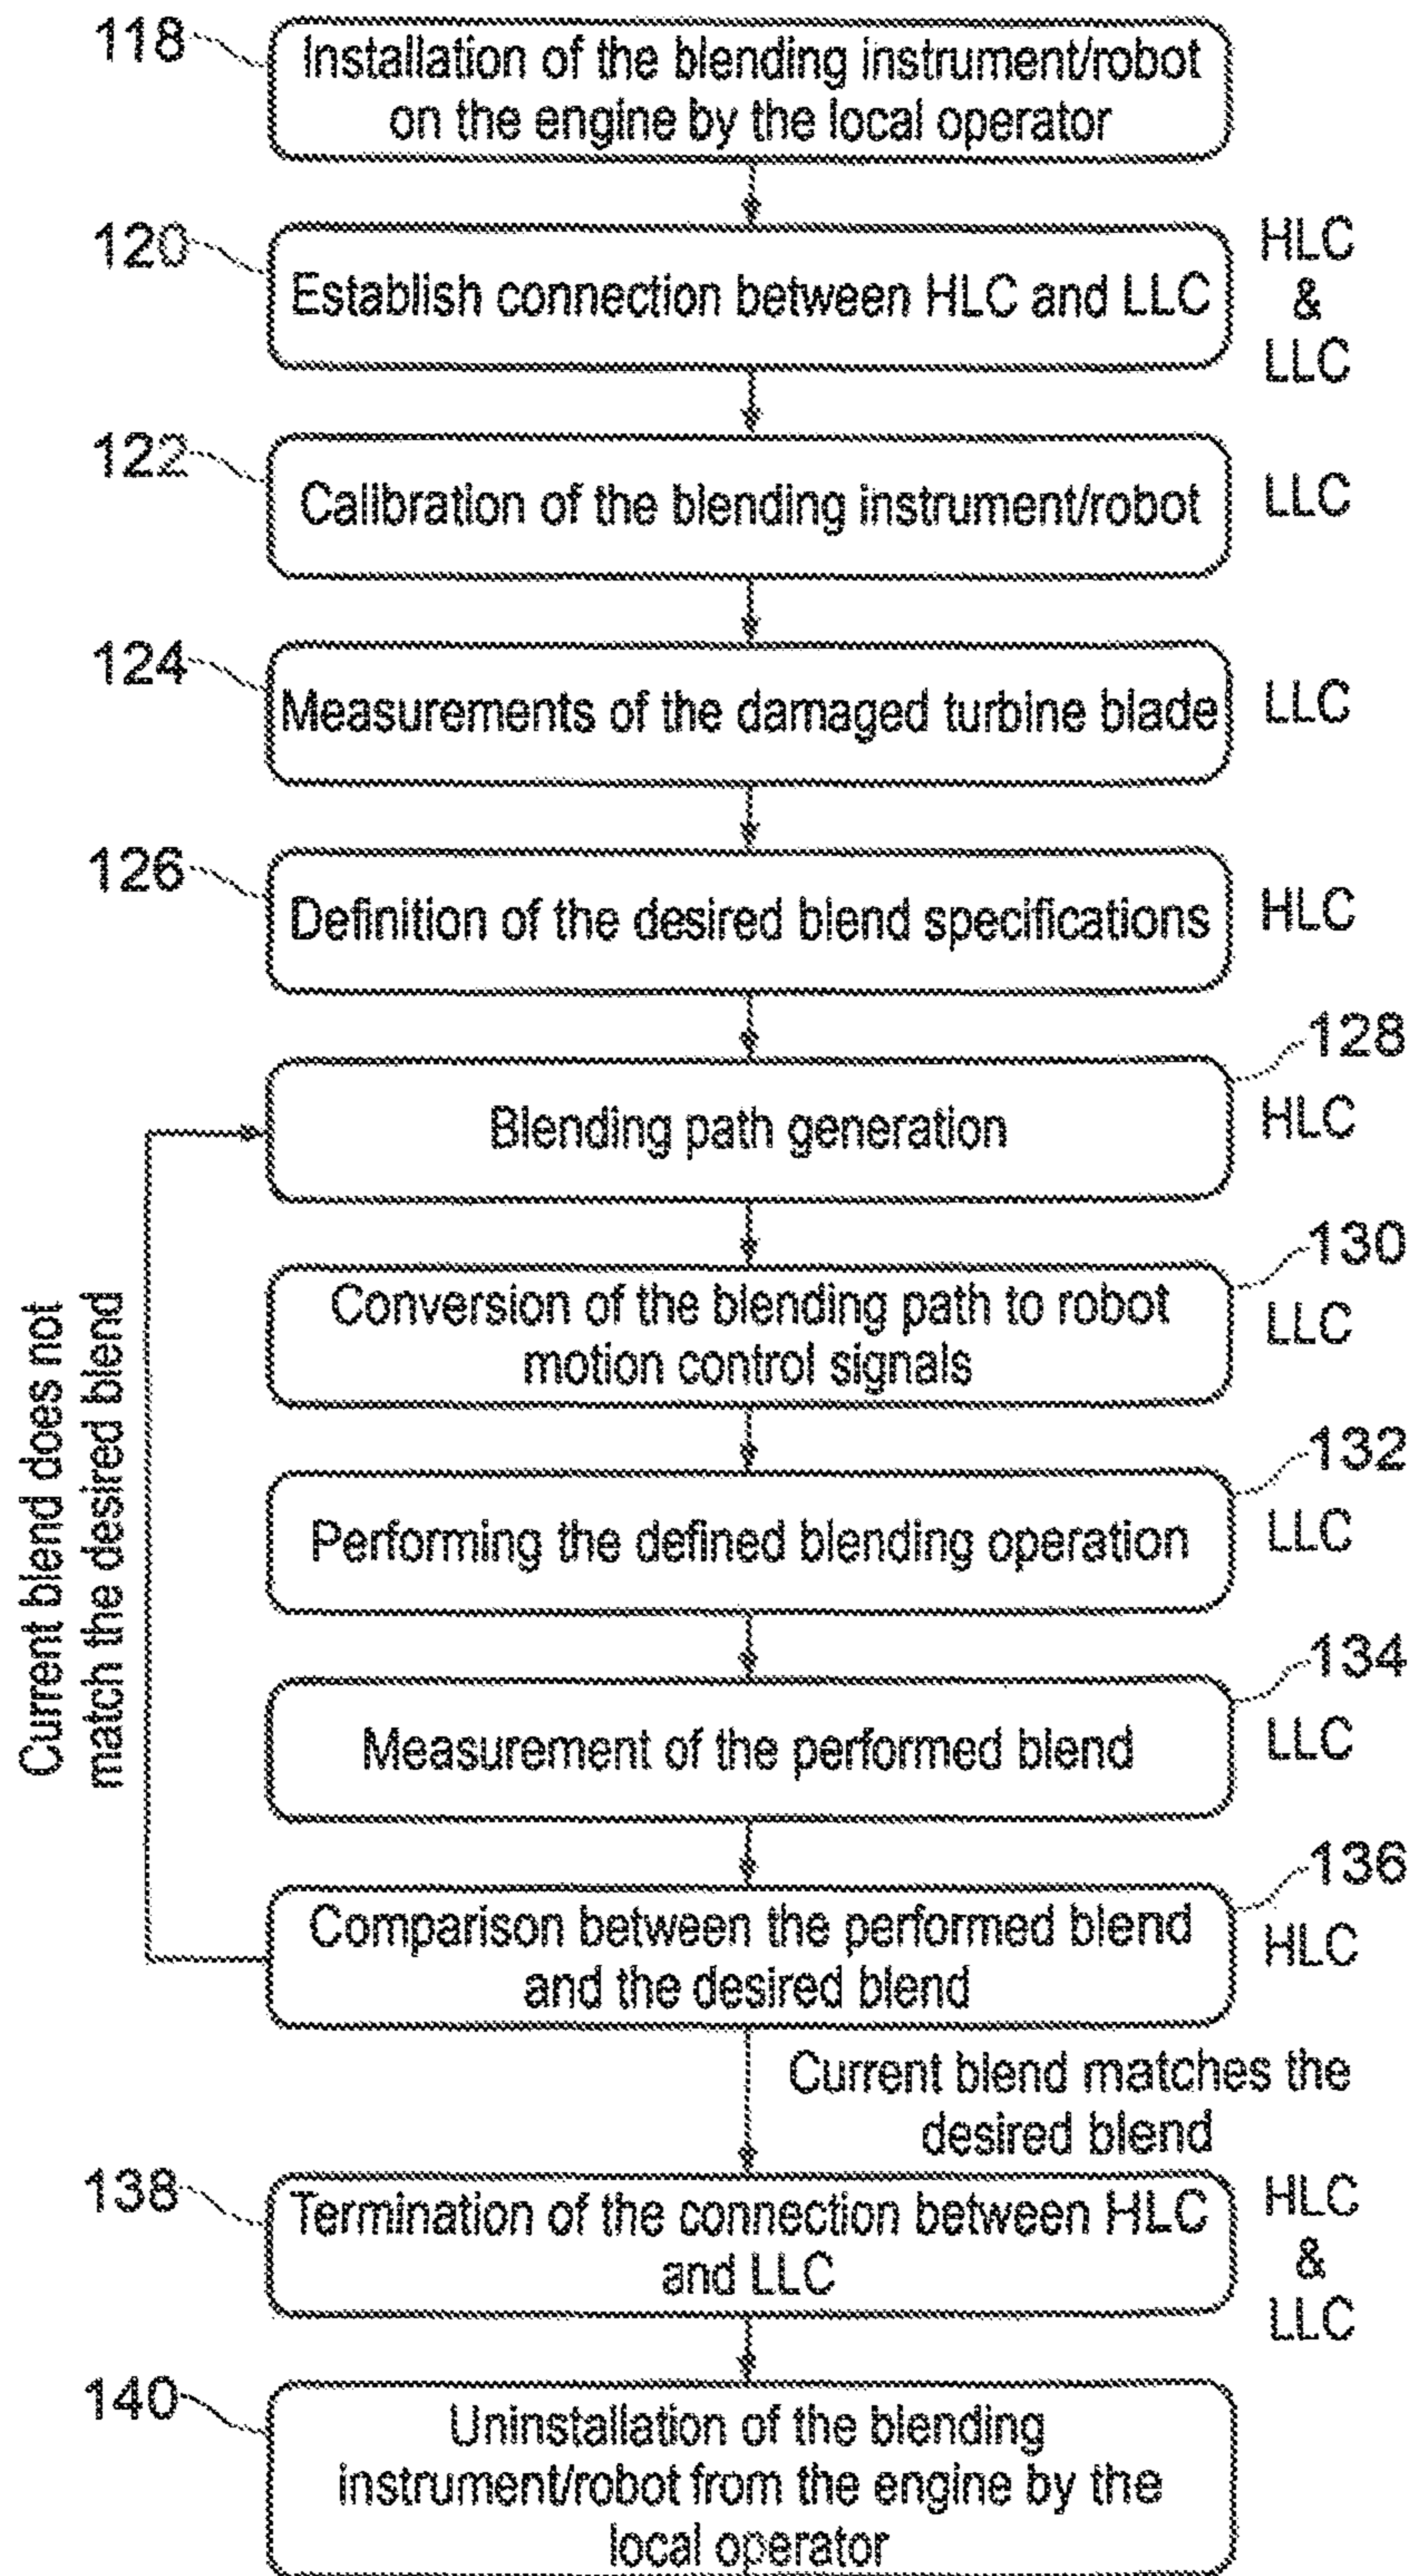 118
Installation of the blending instrument/robot
on the engine by the local operator
120
Establish connection between HLC and LLC
HLC
&
LLC
122
Calibration of the blending instrument/robot
LLC
124
Measurements of the damaged turbine blade
LLC
126
Definition of the desired blend specifications
HLC
128
Blending path generation
HLC
130
Conversion of the blending path to robot
motion control signals
LLC
Current blend does not
match the desired blend
132
Performing the defined blending operation
LLC
134
Measurement of the performed blend
LLC
136
Comparison between the performed blend
and the desired blend
HLC
Current blend matches the
desired blend
138
Termination of the connection between HLC
and LLC
HLC
&
LLC
140
Uninstallation of the blending
instrument/robot from the engine by the
local operator